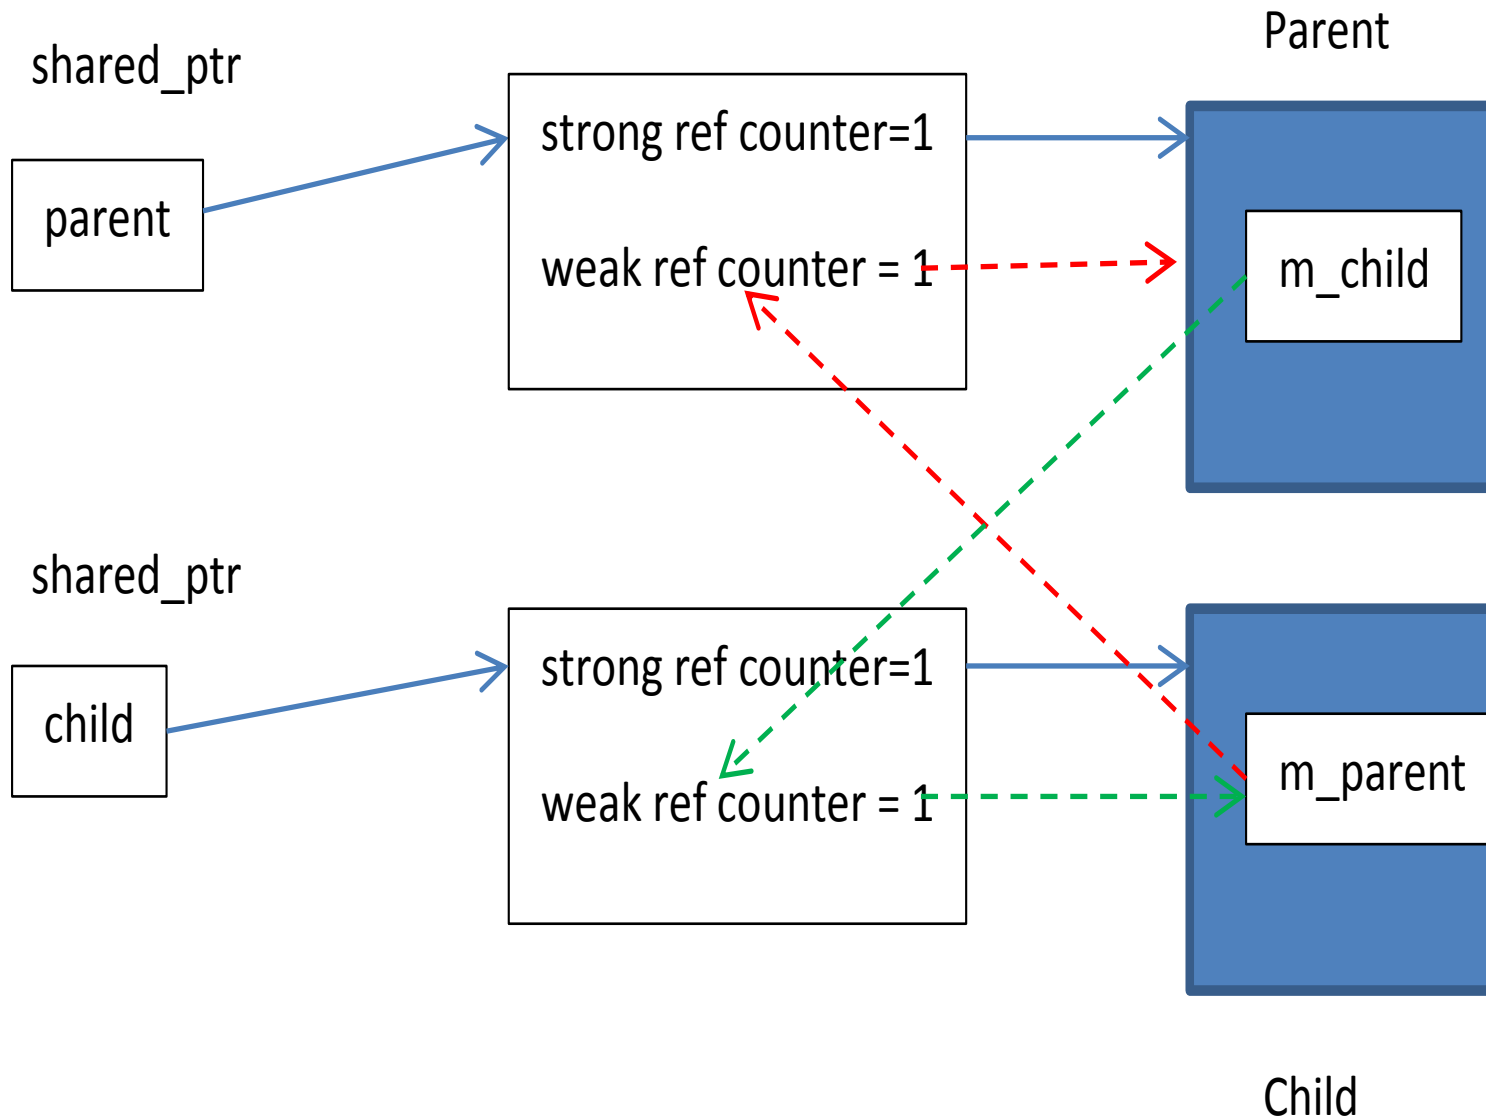 Parent
shared_ptr
strong ref counter=1
parent
weak ref counter = 1
m_child
shared_ptr
strong ref counter=1
child
weak ref counter = 1
m_parent
Child